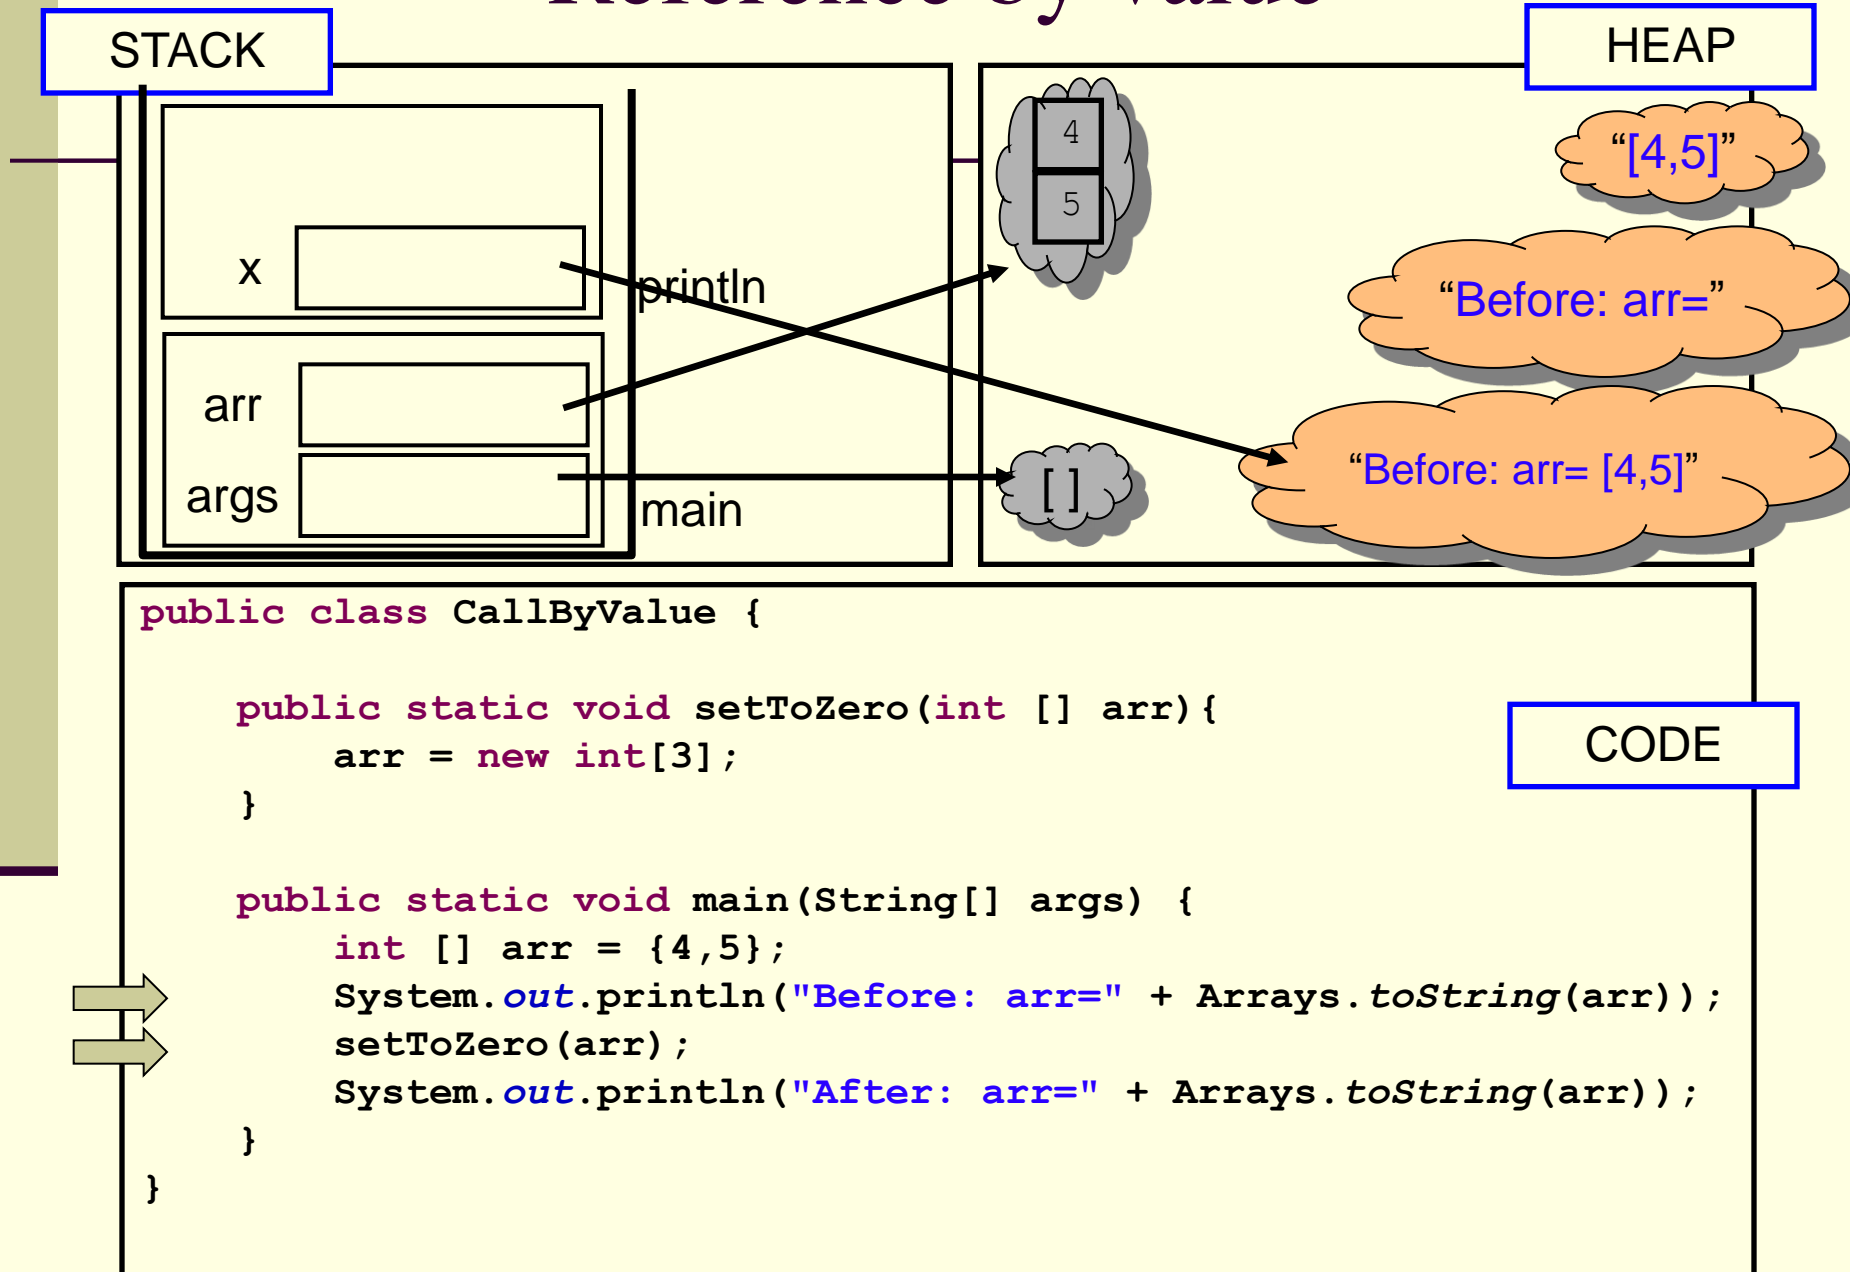 Reference by Value
STACK
HEAP
4
5
"[4,5]"
x
println
"Before: arr="
arr
"Before: arr= [4,5]"
args
main
[]
public class CallByValue {
public static void setToZero(int [] arr){
arr = new int[3];
}
CODE
public static void main(String[] args) {
int [] arr = {4,5};
System.out.println("Before: arr=" + Arrays.toString(arr));
setToZero(arr);
System.out.println("After: arr=" + Arrays.toString(arr));
}
}